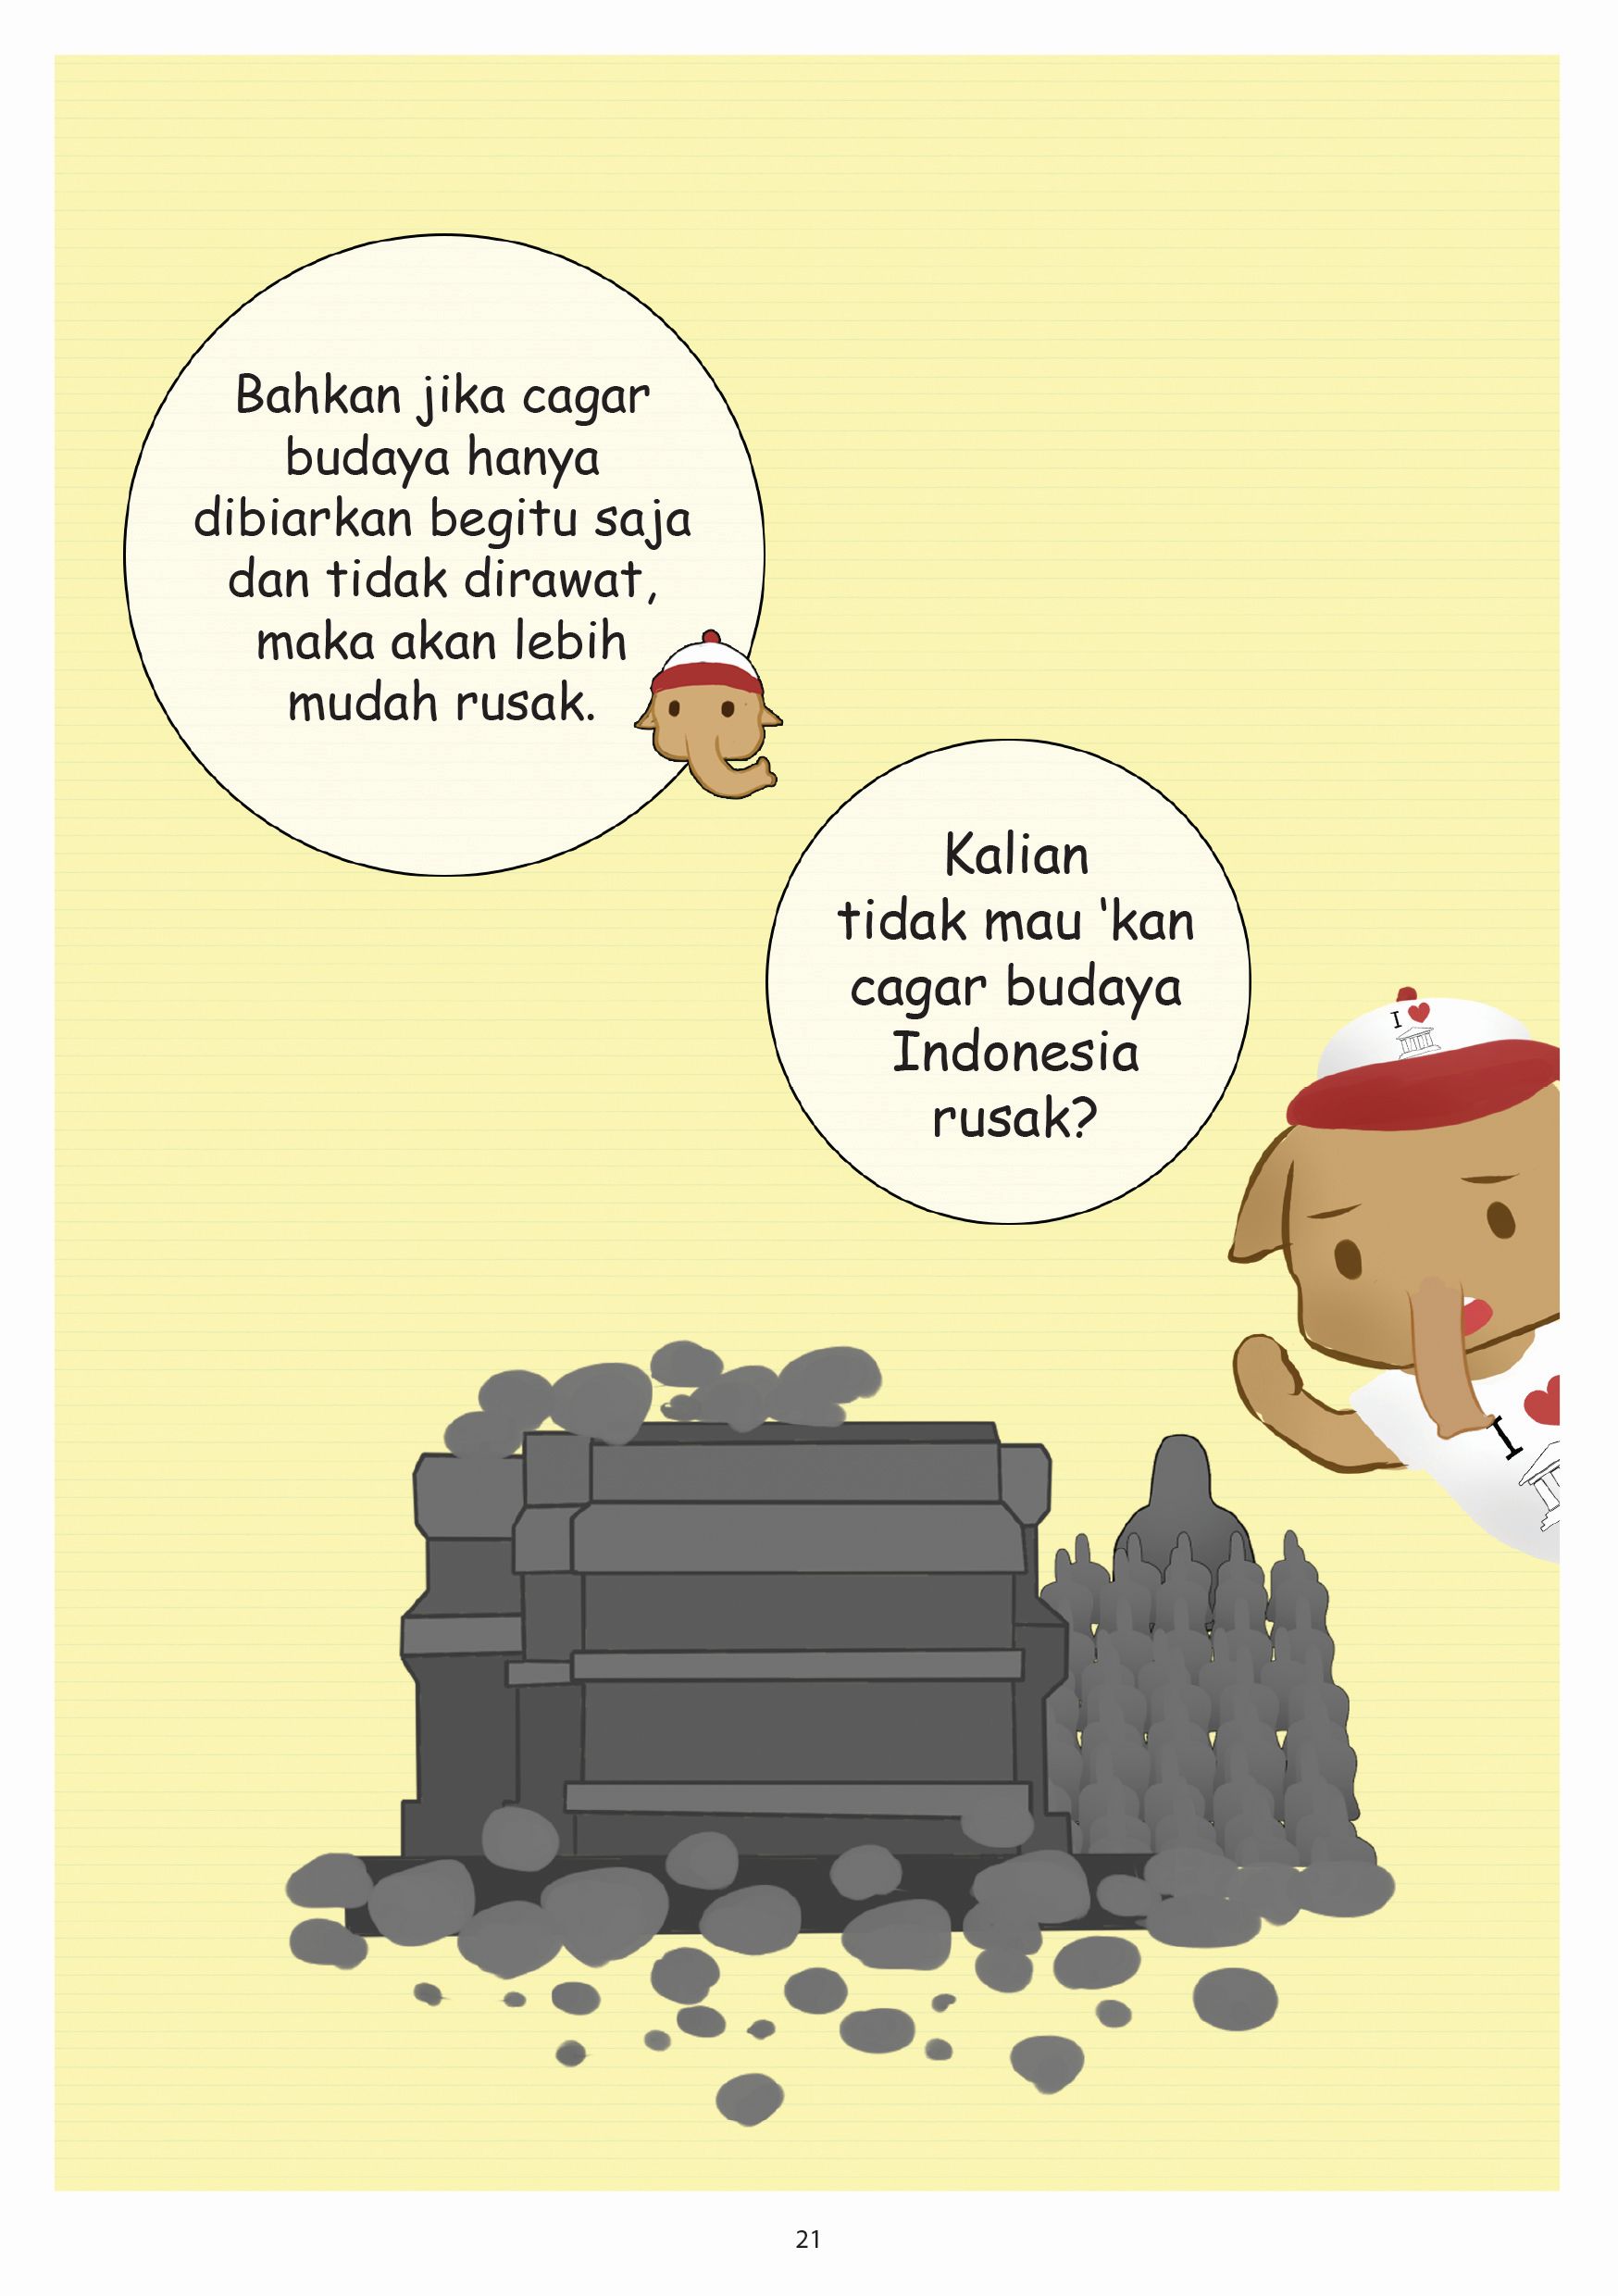 Bahkan jika cagar
budaya hanya
dibiarkan begitu saja
dan tidak dirawat,
maka akan lebih
mudah rusak.
Kalian
tidak mau ‘kan
cagar budaya
Indonesia
rusak?
I
I
21